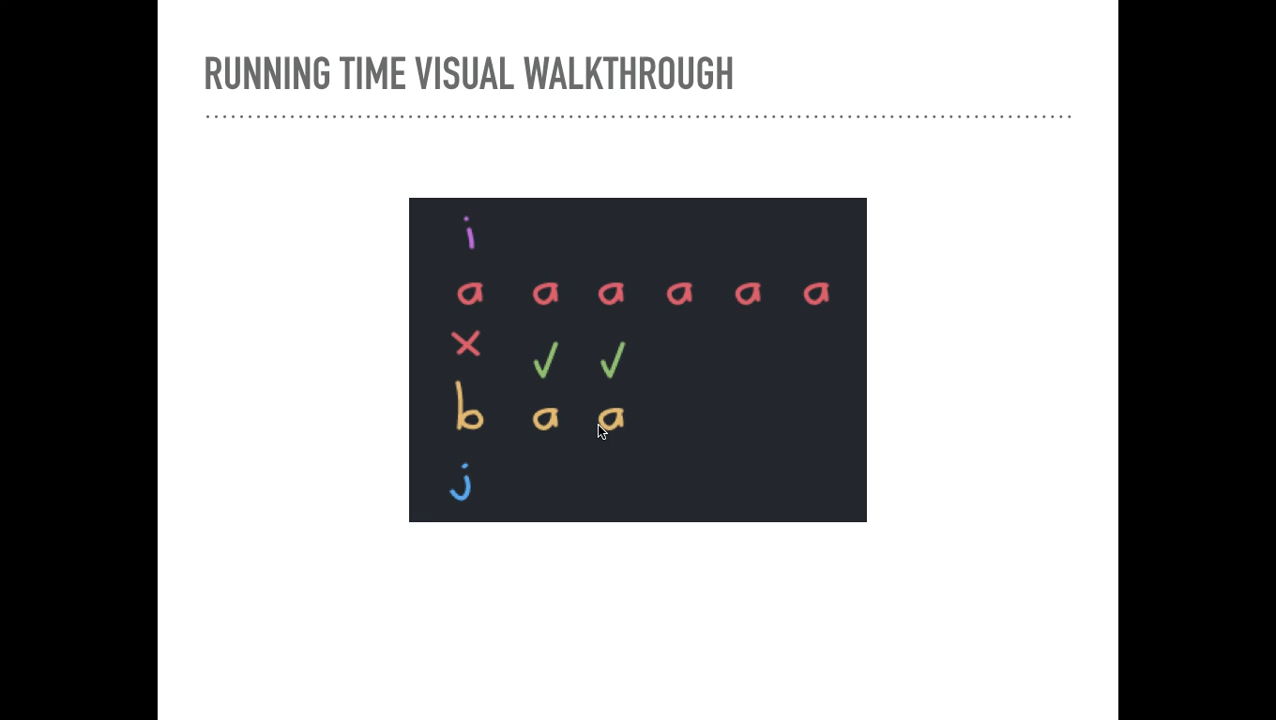 RUNNING TIME VISUAL WALKTHROUGH
i
a a a a a a
× ✓ ✓
b a a
j